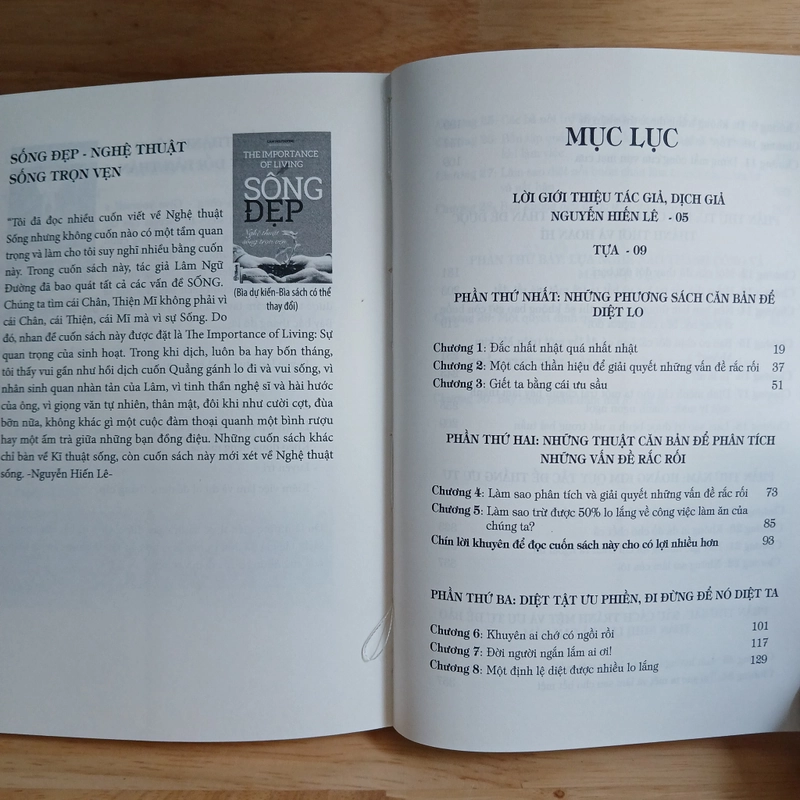 SỐNG ĐẸP - NGHỆ THUẬT
SỐNG TRỌN VẸN
THE IMPORTANCE
OF LIVING
SỐNG
ĐẸP
Nghệ thuật
sống trọn vẹn
(Bìa dự kiến-Bìa sách có thể
thay đổi)
"Tôi đã đọc nhiều cuốn viết về Nghệ thuật
Sống nhưng không cuốn nào có một tầm quan
trọng và làm cho tôi suy nghĩ nhiều bằng cuốn
này. Trong cuốn sách này, tác giả Lâm Ngữ
Đường đã bao quát tất cả các vấn đề SỐNG.
Chúng ta tìm cái Chân, Thiện Mĩ không phải vì
cái Chân, cái Thiện, cái Mĩ mà vì sự Sống. Do
đó, nhan đề cuốn sách này được đặt là The Importance of Living: Sự
quan trọng của sinh hoạt. Trong khi dịch, luôn ba hay bốn tháng,
tôi thấy vui gần như hồi dịch cuốn Quảng gánh lo đi và vui sống, vì
nhân sinh quan nhàn tản của Lâm, vì tinh thần nghệ sĩ và hài hước
của ông, vì giọng văn tự nhiên, thân mật, đôi khi như cười cợt, đùa
bỡn nữa, không khác gì một cuộc đàm thoại quanh một bình rượu
hay một ấm trà giữa những bạn đồng điệu. Những cuốn sách khác
chỉ bàn về Kĩ thuật sống, còn cuốn sách này mới xét về Nghệ thuật
sống. -Nguyễn Hiến Lê-
MỤC LỤC
LỜI GIỚI THIỆU TÁC GIẢ, DỊCH GIẢ
NGUYỄN HIẾN LÊ - 05
TỰA - 09
PHẦN THỨ NHẤT: NHỮNG PHƯƠNG SÁCH CĂN BẢN ĐỂ
DIỆT LO
Chương 1: Đắc nhất nhật quá nhất nhật 19
Chương 2: Một cách thần hiệu để giải quyết những vấn đề rắc rối 37
Chương 3: Giết ta bằng cái ưu sầu 51
PHẦN THỨ HAI: NHỮNG THUẬT CĂN BẢN ĐỂ PHÂN TÍCH
NHỮNG VẤN ĐỀ RẮC RỐI
Chương 4: Làm sao phân tích và giải quyết những vấn đề rắc rối 73
Chương 5: Làm sao trừ được 50% lo lắng về công việc làm ăn của
chúng ta? 85
Chín lời khuyên để đọc cuốn sách này cho có lợi nhiều hơn 93
PHẦN THỨ BA: DIỆT TẬT ƯU PHIỀN, ĐI ĐỪNG ĐỂ NÓ DIỆT TA
Chương 6: Khuyên ai chớ có ngồi rồi 101
Chương 7: Đời người ngắn lắm ai ơi! 117
Chương 8: Một định lệ diệt được nhiều lo lắng 129